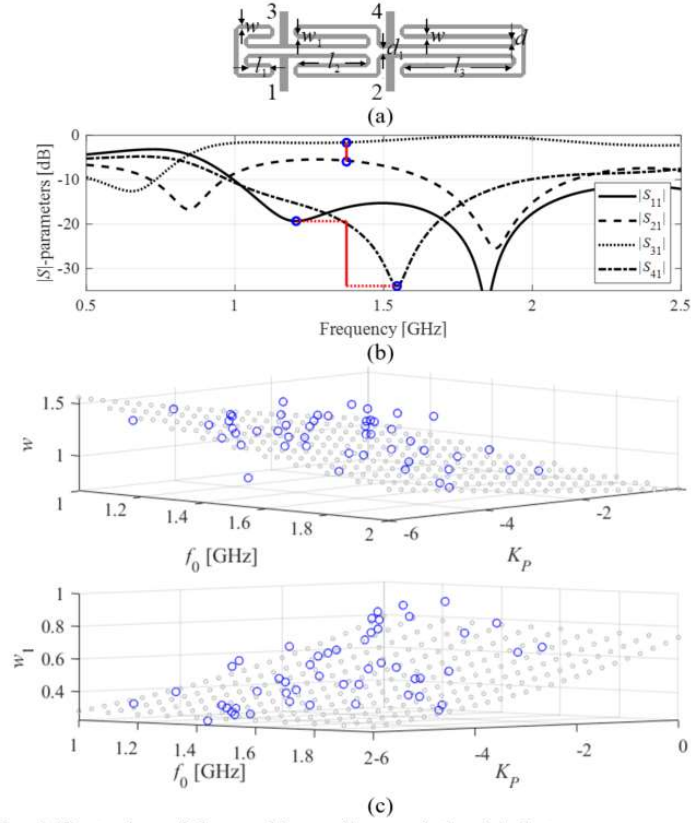 3 4
w w₁ d₁ w d
l₁ l₂ l₃
1 2
(a)
0
-10
-20
-30
|S|-parameters [dB]
|S₁₁|
|S₂₁|
|S₃₁|
|S₄₁|
0.5 1 1.5 2 2.5
Frequency [GHz]
(b)
1.5
1
w
1 1.2 1.4 1.6 1.8 2 -6 -4 -2
f₀ [GHz] K_P
1
0.8
0.6
0.4
w₁
1 1.2 1.4 1.6 1.8 2 -6 -4 -2 0
f₀ [GHz] K_P
(c)